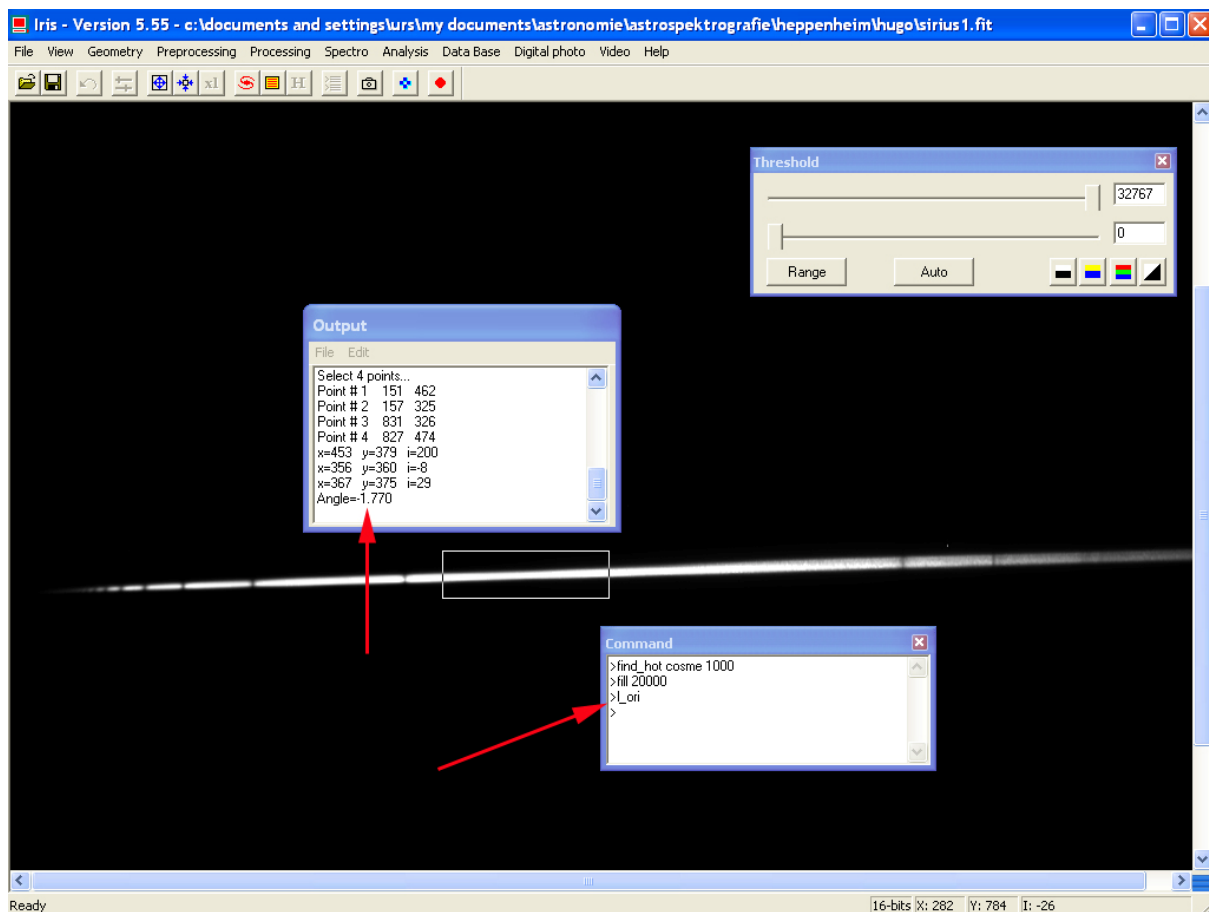 Iris - Version 5.55 - c:\documents and settings\urs\my documents\astronomie\astrospektrografie\heppenheim\hugo\sirius1.fit
File View Geometry Preprocessing Processing Spectro Analysis Data Base Digital photo Video Help
x1 H
Threshold
32767
0
Range Auto
Output
File Edit
Select 4 points...
Point # 1 151 462
Point # 2 157 325
Point # 3 831 326
Point # 4 827 474
x=453 y=379 i=200
x=356 y=360 i=-8
x=367 y=375 i=29
Angle=-1.770
Command
>find_hot cosme 1000
>fill 20000
>l_ori
>
Ready 16-bits X: 282 Y: 784 I: -26